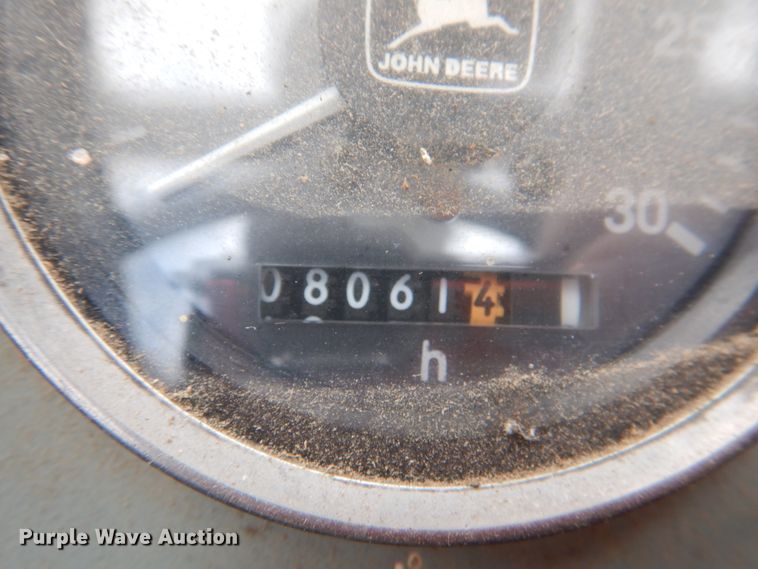 JOHN DEERE
25
30
080614
h
Purple Wave Auction